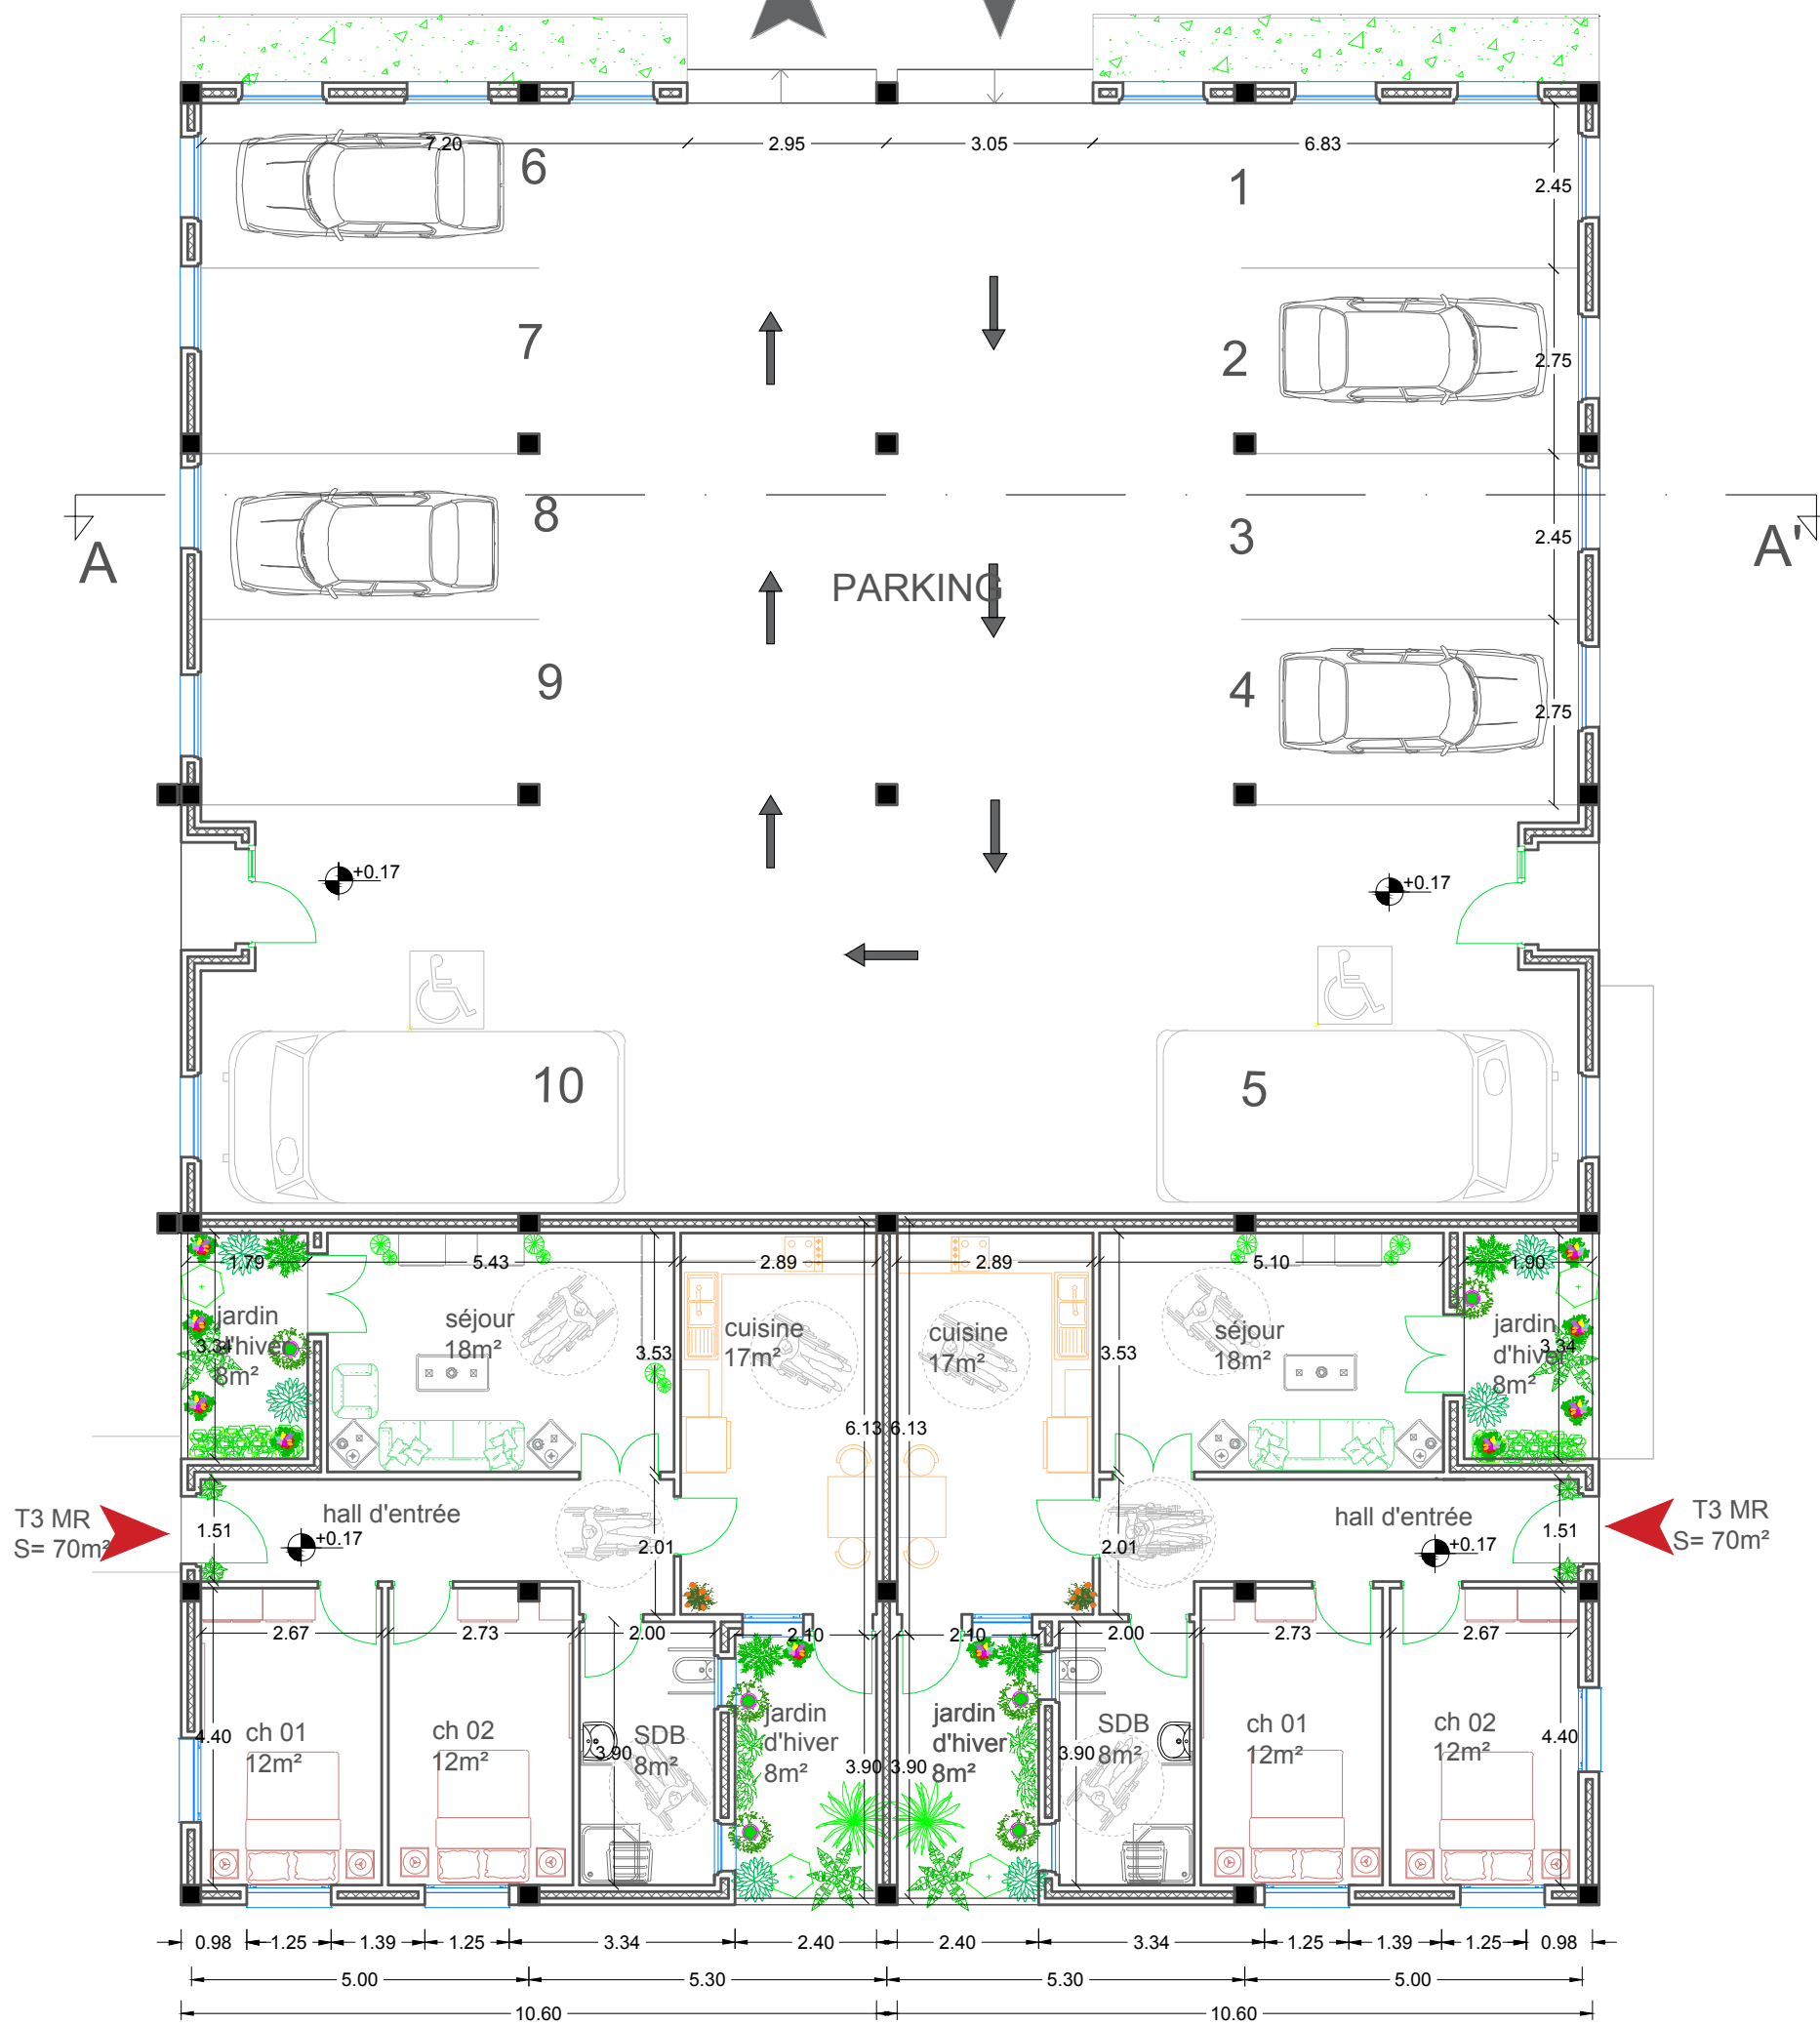 7.20 2.95 3.05 6.83
6 1
2.45
7 2
2.75
8 3
2.45
A A'
PARKING
9 4
2.75
+0.17 +0.17
10 5
1.79 5.43 2.89 2.89 5.10 1.90
jardin
d'hiver
8m²
3.34
séjour
18m²
3.53
cuisine
17m²
6.13
cuisine
17m²
6.13
séjour
18m²
3.53
jardin
d'hiver
8m²
3.34
T3 MR
S= 70m²
1.51
hall d'entrée
+0.17
2.01
2.01
hall d'entrée
+0.17
1.51
T3 MR
S= 70m²
2.67 2.73 2.00 2.10 2.10 2.00 2.73 2.67
ch 01
12m²
4.40
ch 02
12m²
SDB
8m²
3.90
jardin
d'hiver
8m²
3.90
jardin
d'hiver
8m²
3.90
SDB
8m²
3.90
ch 01
12m²
ch 02
12m²
4.40
0.98 1.25 1.39 1.25 3.34 2.40 2.40 3.34 1.25 1.39 1.25 0.98
5.00 5.30 5.30 5.00
10.60 10.60